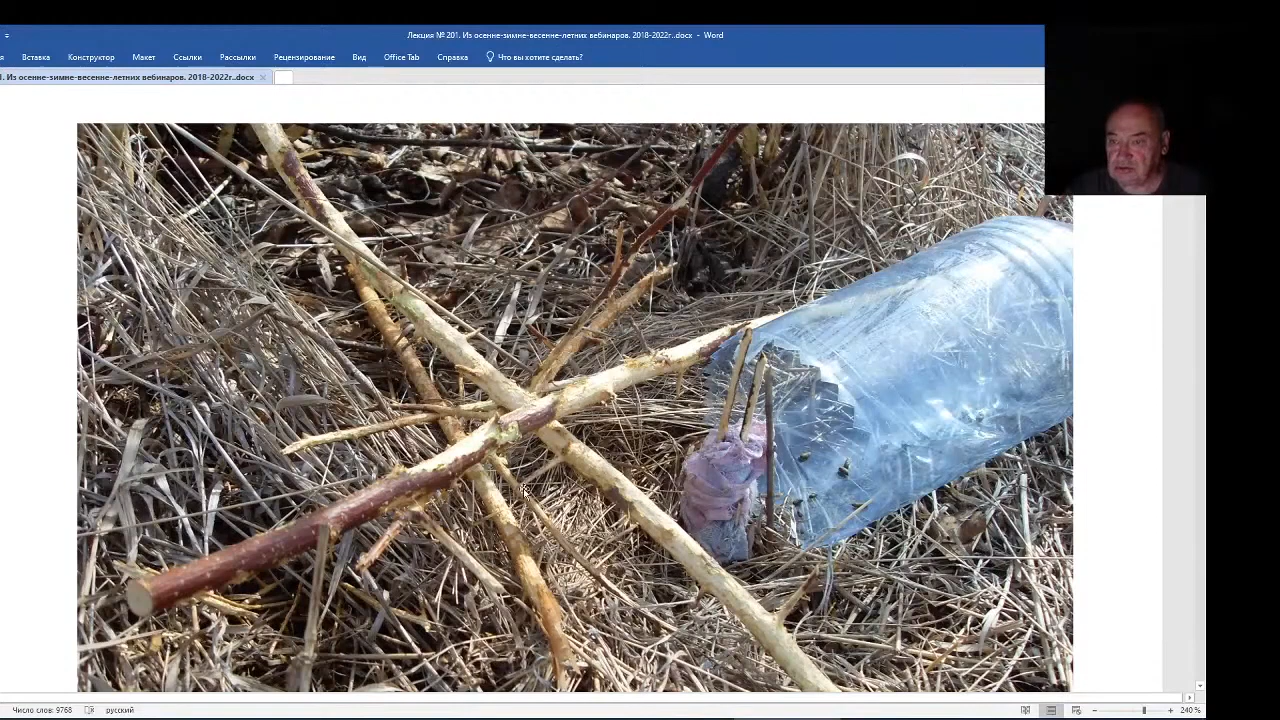 Лекция № 201. Из осенне-зимне-весенне-летних вебинаров. 2018-2022г..docx - Word
Вставка Конструктор Макет Ссылки Рассылки Рецензирование Вид Office Tab Справка Что вы хотите сделать?
. Из осенне-зимне-весенне-летних вебинаров. 2018-2022г..docx
Число слов: 9768 русский 240 %